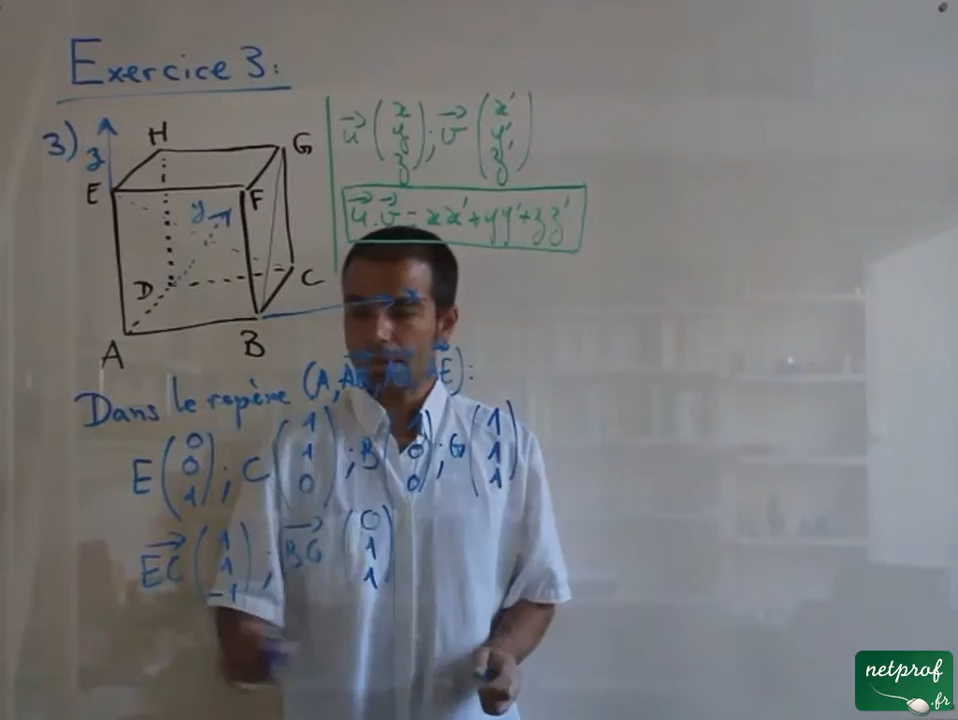 Exercice 3:
3)
H
G
z
E
F
y
D
C
A
B
x
u⃗ (x y z) ; v⃗ (x' y' z')
u⃗.v⃗ = xx' + yy' + zz'
Dans le repère (A, AB⃗, AD⃗, AE⃗):
E (0 0 1) ; C (1 1 0) ; B (1 0 0) ; G (1 1 1)
EC⃗ (1 1 -1) ; BG⃗ (0 1 1)
netprof
.fr